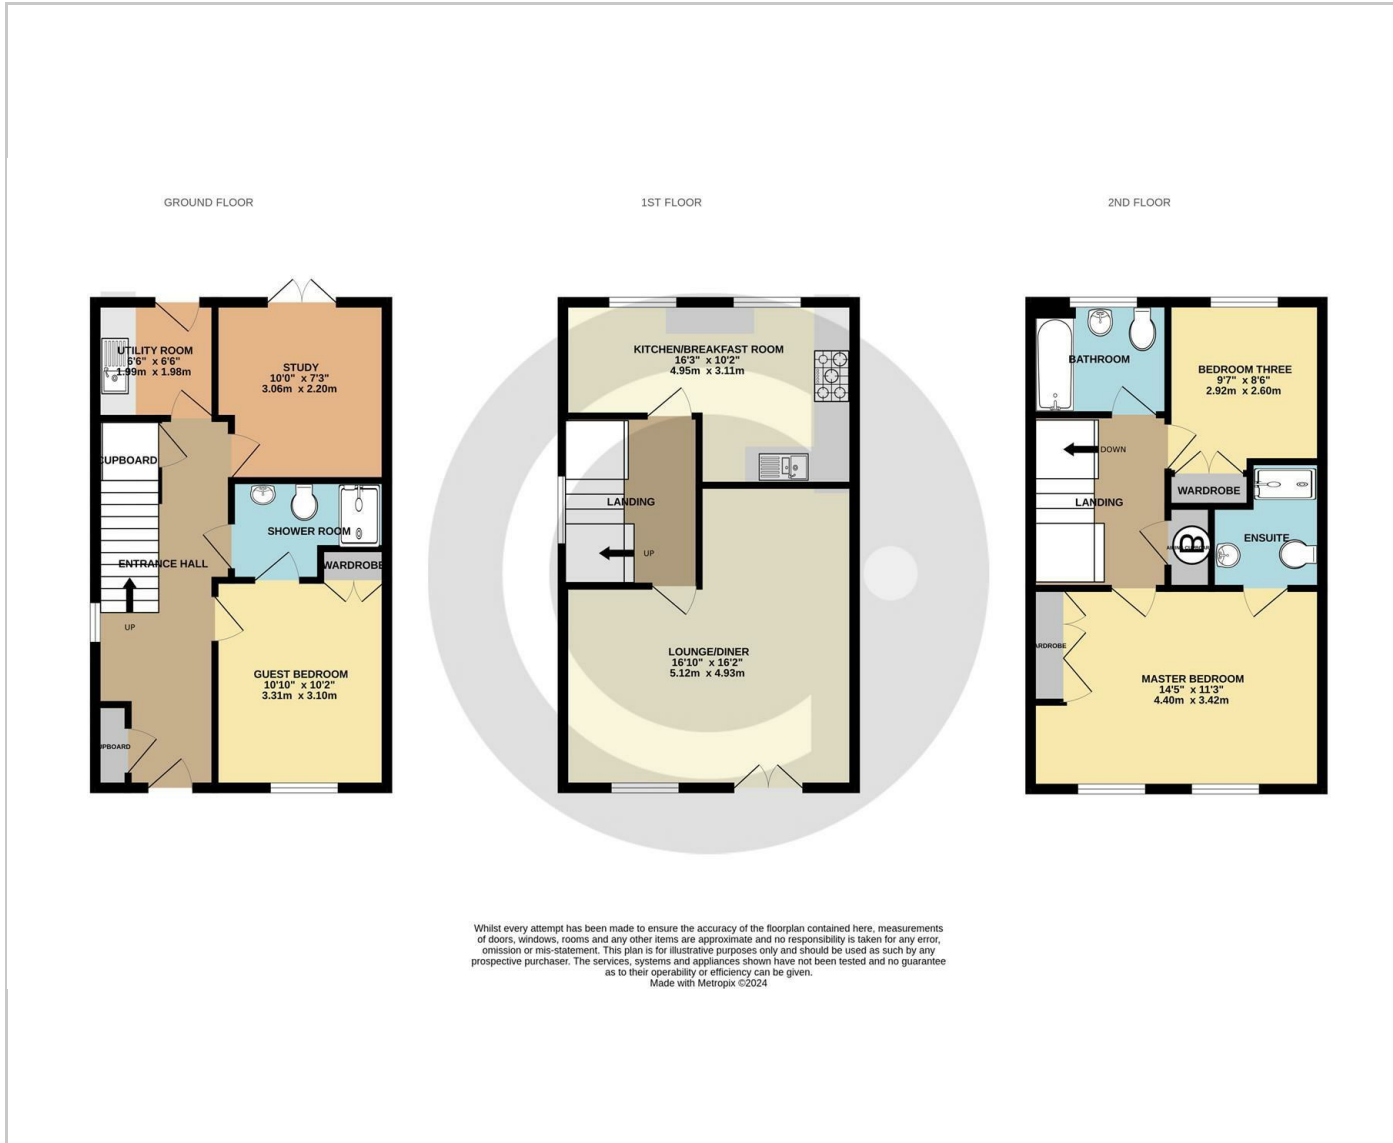 GROUND FLOOR
UTILITY ROOM
6'6" x 6'6"
1.99m x 1.98m
STUDY
10'0" x 7'3"
3.06m x 2.20m
CUPBOARD
SHOWER ROOM
ENTRANCE HALL
WARDROBE
UP
GUEST BEDROOM
10'10" x 10'2"
3.31m x 3.10m
UPBOARD
1ST FLOOR
KITCHEN/BREAKFAST ROOM
16'3" x 10'2"
4.95m x 3.11m
LANDING
UP
LOUNGE/DINER
16'10" x 16'2"
5.12m x 4.93m
2ND FLOOR
BATHROOM
BEDROOM THREE
9'7" x 8'6"
2.92m x 2.60m
DOWN
WARDROBE
LANDING
ENSUITE
B
ARDROBE
MASTER BEDROOM
14'5" x 11'3"
4.40m x 3.42m
Whilst every attempt has been made to ensure the accuracy of the floorplan contained here, measurements
of doors, windows, rooms and any other items are approximate and no responsibility is taken for any error,
omission or mis-statement. This plan is for illustrative purposes only and should be used as such by any
prospective purchaser. The services, systems and appliances shown have not been tested and no guarantee
as to their operability or efficiency can be given.
Made with Metropix ©2024